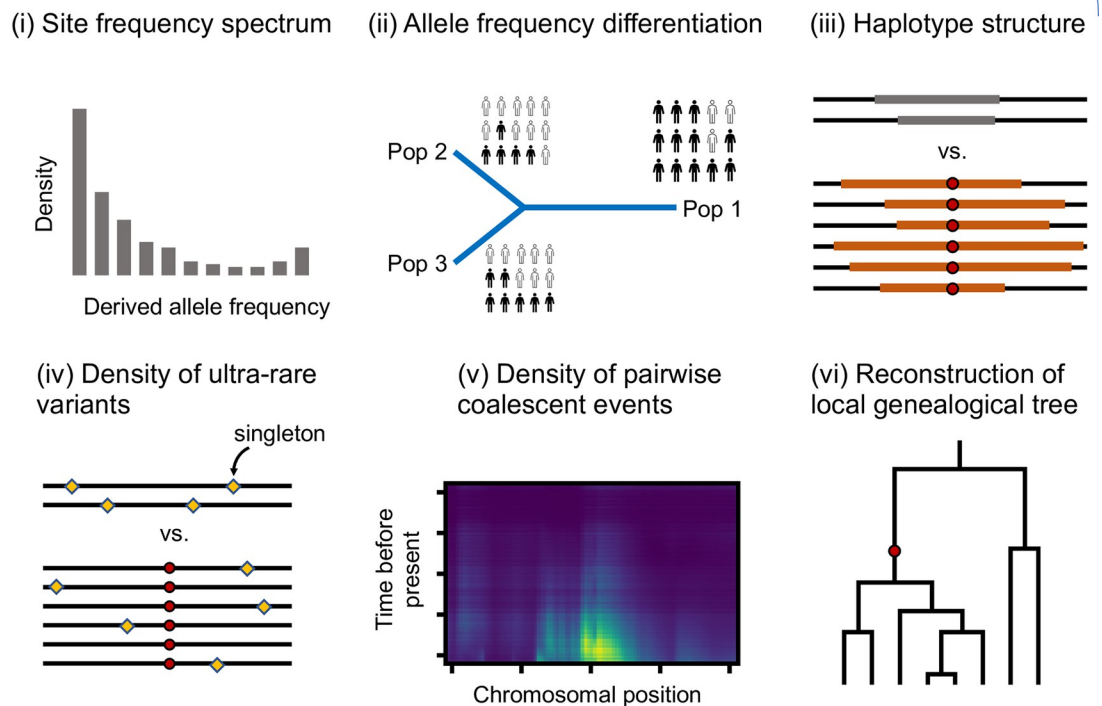 (i) Site frequency spectrum
Density
Derived allele frequency
(ii) Allele frequency differentiation
Pop 2
Pop 1
Pop 3
(iii) Haplotype structure
vs.
(iv) Density of ultra-rare
variants
singleton
vs.
(v) Density of pairwise
coalescent events
Time before
present
Chromosomal position
(vi) Reconstruction of
local genealogical tree